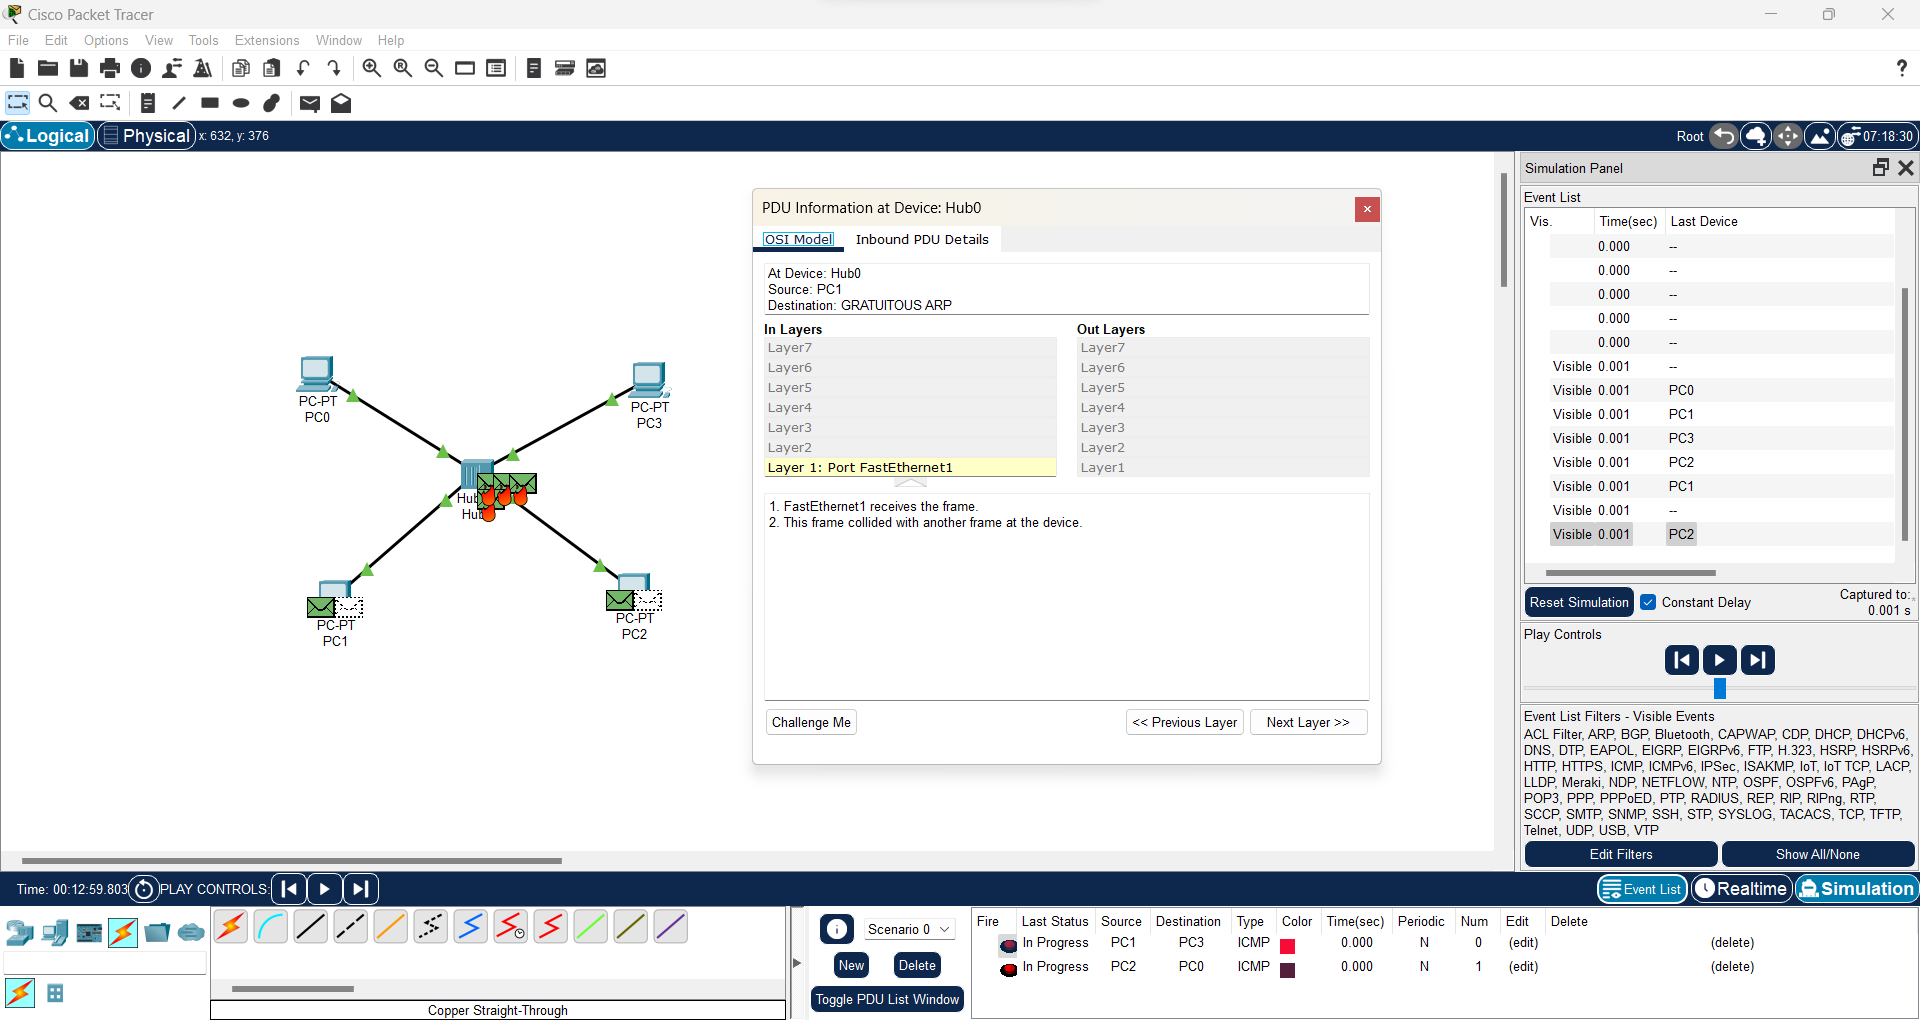 Cisco Packet Tracer
File Edit Options View Tools Extensions Window Help
?
Logical Physical x: 632, y: 376 Root 07:18:30
PDU Information at Device: Hub0
OSI Model Inbound PDU Details
At Device: Hub0
Source: PC1
Destination: GRATUITOUS ARP
In Layers Out Layers
Layer7 Layer7
Layer6 Layer6
Layer5 Layer5
Layer4 Layer4
Layer3 Layer3
Layer2 Layer2
Layer 1: Port FastEthernet1 Layer1
1. FastEthernet1 receives the frame.
2. This frame collided with another frame at the device.
Challenge Me << Previous Layer Next Layer >>
PC-PT
PC0
PC-PT
PC3
Hub
Hub
PC-PT
PC1
PC-PT
PC2
Simulation Panel
Event List
Vis. Time(sec) Last Device
0.000 --
0.000 --
0.000 --
0.000 --
0.000 --
Visible 0.001 --
Visible 0.001 PC0
Visible 0.001 PC1
Visible 0.001 PC3
Visible 0.001 PC2
Visible 0.001 PC1
Visible 0.001 --
Visible 0.001 PC2
Reset Simulation Constant Delay Captured to:
0.001 s
Play Controls
Event List Filters - Visible Events
ACL Filter, ARP, BGP, Bluetooth, CAPWAP, CDP, DHCP, DHCPv6,
DNS, DTP, EAPOL, EIGRP, EIGRPv6, FTP, H.323, HSRP, HSRPv6,
HTTP, HTTPS, ICMP, ICMPv6, IPSec, ISAKMP, IoT, IoT TCP, LACP,
LLDP, Meraki, NDP, NETFLOW, NTP, OSPF, OSPFv6, PAgP,
POP3, PPP, PPPoED, PTP, RADIUS, REP, RIP, RIPng, RTP,
SCCP, SMTP, SNMP, SSH, STP, SYSLOG, TACACS, TCP, TFTP,
Telnet, UDP, USB, VTP
Edit Filters Show All/None
Time: 00:12:59.803 PLAY CONTROLS: Event List Realtime Simulation
Scenario 0
New Delete
Toggle PDU List Window
Fire Last Status Source Destination Type Color Time(sec) Periodic Num Edit Delete
In Progress PC1 PC3 ICMP 0.000 N 0 (edit) (delete)
In Progress PC2 PC0 ICMP 0.000 N 1 (edit) (delete)
Copper Straight-Through